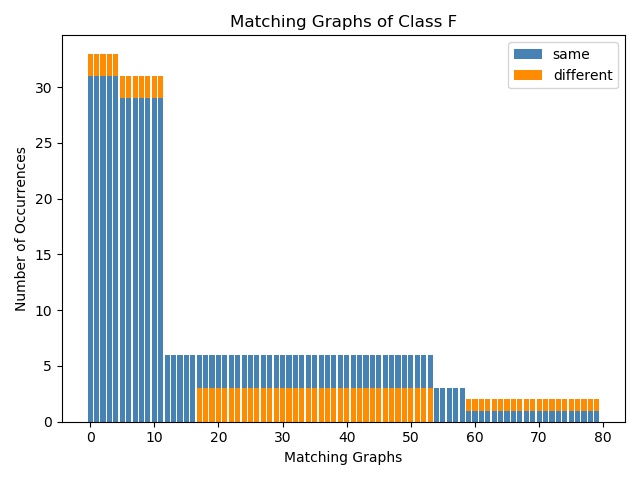 Matching Graphs of Class F
same
different
Number of Occurrences
30
25
20
15
10
5
0
0 10 20 30 40 50 60 70 80
Matching Graphs